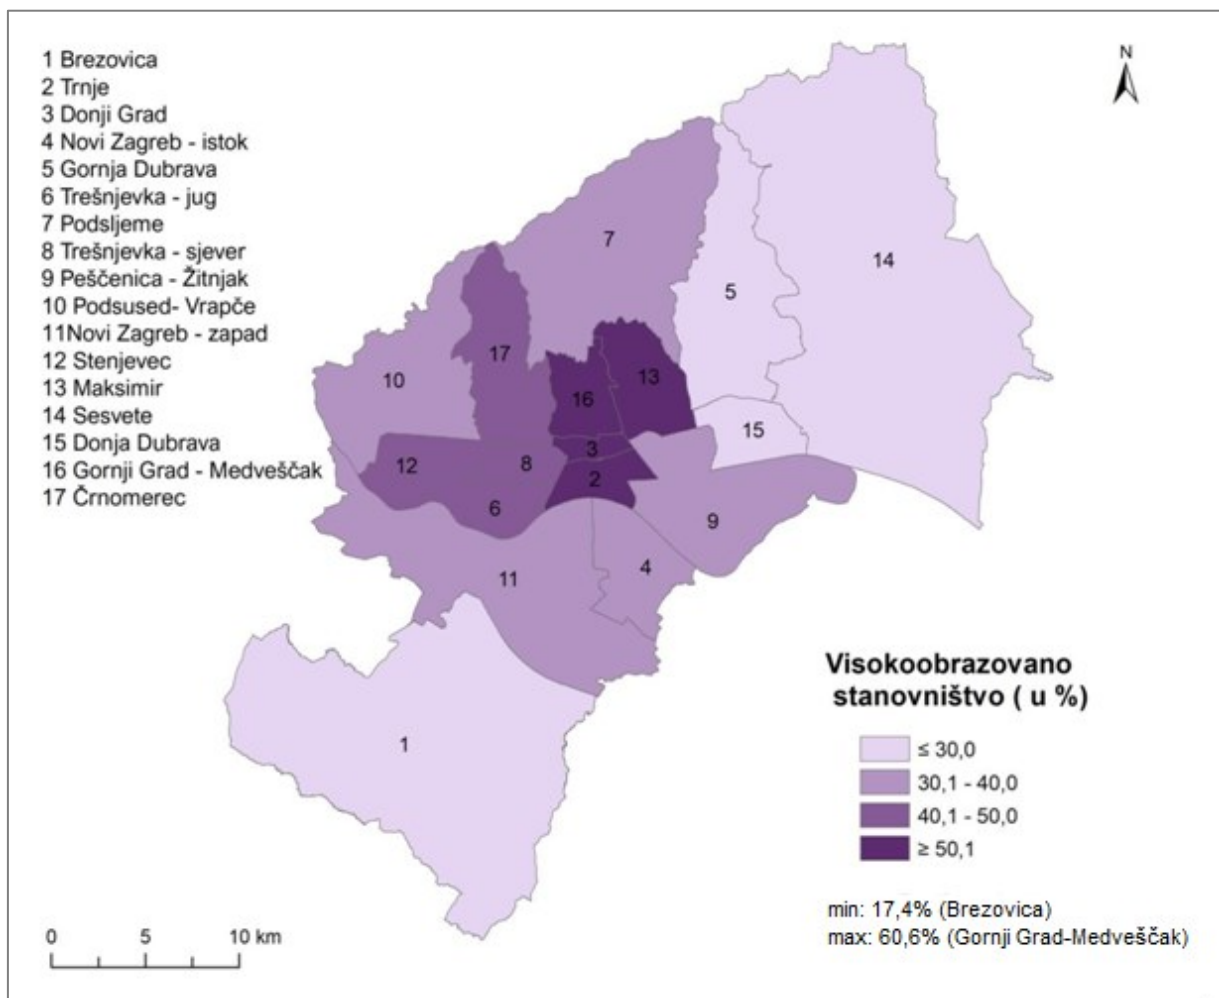 1 Brezovica
2 Trnje
3 Donji Grad
4 Novi Zagreb - istok
5 Gornja Dubrava
6 Trešnjevka - jug
7 Podsljeme
8 Trešnjevka - sjever
9 Peščenica - Žitnjak
10 Podsused- Vrapče
11Novi Zagreb - zapad
12 Stenjevec
13 Maksimir
14 Sesvete
15 Donja Dubrava
16 Gornji Grad - Medveščak
17 Črnomerec
N
7
14
5
17
13
10
16
15
3
12
8
2
6
9
4
11
1
Visokoobrazovano
stanovništvo ( u %)
≤ 30,0
30,1 - 40,0
40,1 - 50,0
≥ 50,1
min: 17,4% (Brezovica)
max: 60,6% (Gornji Grad-Medveščak)
0 5 10 km